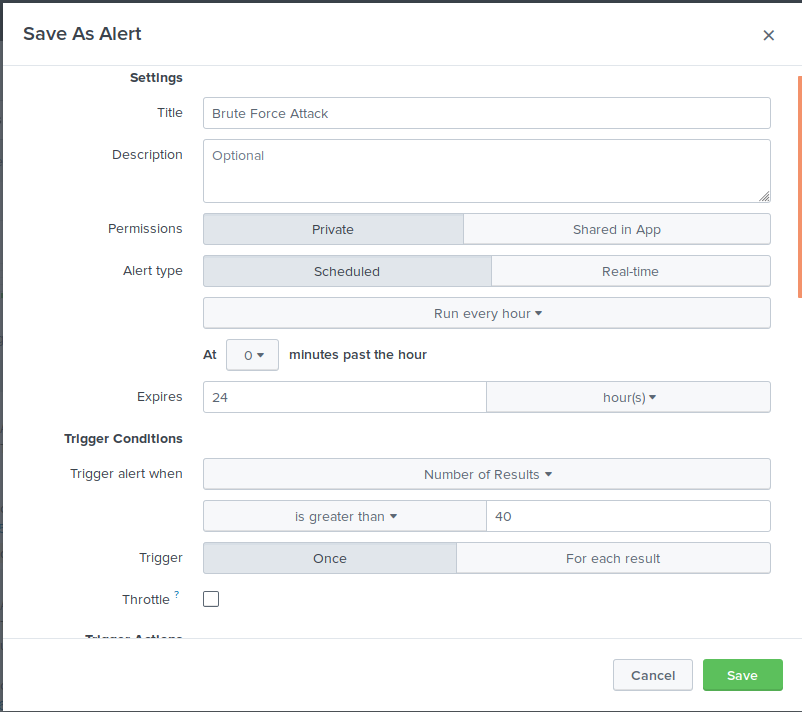 Save As Alert ×
Settings
Title Brute Force Attack
Description Optional
Permissions Private Shared in App
Alert type Scheduled Real-time
Run every hour
At 0 minutes past the hour
Expires 24 hour(s)
Trigger Conditions
Trigger alert when Number of Results
is greater than 40
Trigger Once For each result
Throttle ?
Trigger Actions
Cancel Save